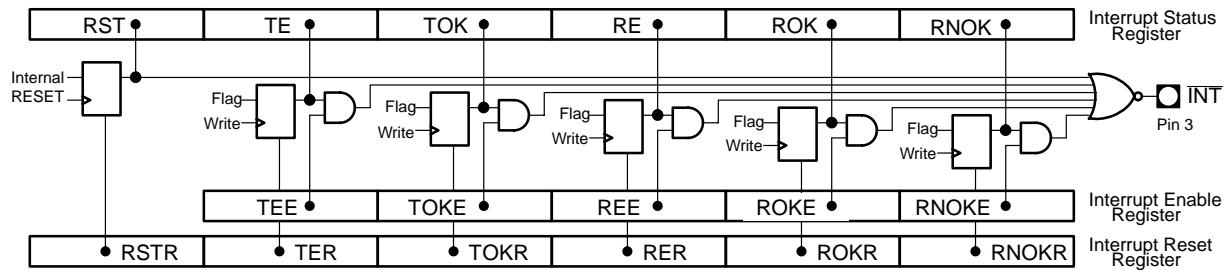 RST TE TOK RE ROK RNOK Interrupt Status
Register
Internal
RESET
Flag
Write
Flag
Write
Flag
Write
Flag
Write
Flag
Write
INT
Pin 3
TEE TOKE REE ROKE RNOKE Interrupt Enable
Register
RSTR TER TOKR RER ROKR RNOKR Interrupt Reset
Register